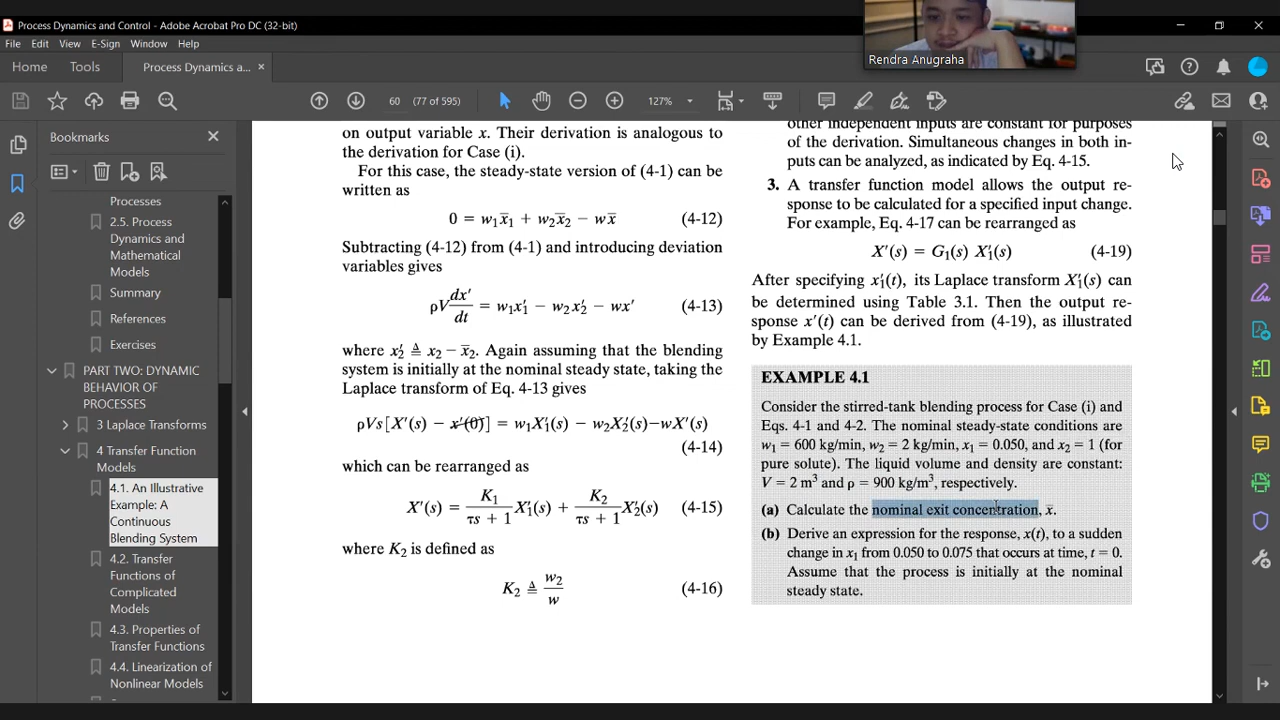 Process Dynamics and Control - Adobe Acrobat Pro DC (32-bit)
File Edit View E-Sign Window Help
Home Tools Process Dynamics a... ×
60 (77 of 595) 127%
Rendra Anugraha
Bookmarks
Processes
2.5. Process
Dynamics and
Mathematical
Models
Summary
References
Exercises
PART TWO: DYNAMIC
BEHAVIOR OF
PROCESSES
3 Laplace Transforms
4 Transfer Function
Models
4.1. An Illustrative
Example: A
Continuous
Blending System
4.2. Transfer
Functions of
Complicated
Models
4.3. Properties of
Transfer Functions
4.4. Linearization of
Nonlinear Models
on output variable x. Their derivation is analogous to
the derivation for Case (i).
For this case, the steady-state version of (4-1) can be
written as
0 = w₁x̄₁ + w₂x̄₂ − wx̄ (4-12)
Subtracting (4-12) from (4-1) and introducing deviation
variables gives
ρV dx′/dt = w₁x′₁ − w₂x′₂ − wx′ (4-13)
where x′₂ ≜ x₂ − x̄₂. Again assuming that the blending
system is initially at the nominal steady state, taking the
Laplace transform of Eq. 4-13 gives
ρVs[X′(s) − x′(0)] = w₁X′₁(s) − w₂X′₂(s)−wX′(s)
(4-14)
which can be rearranged as
X′(s) = K₁/(τs + 1) X′₁(s) + K₂/(τs + 1) X′₂(s) (4-15)
where K₂ is defined as
K₂ ≜ w₂/w (4-16)
other independent inputs are constant for purposes
of the derivation. Simultaneous changes in both in-
puts can be analyzed, as indicated by Eq. 4-15.
3. A transfer function model allows the output re-
sponse to be calculated for a specified input change.
For example, Eq. 4-17 can be rearranged as
X′(s) = G₁(s) X′₁(s) (4-19)
After specifying x′₁(t), its Laplace transform X′₁(s) can
be determined using Table 3.1. Then the output re-
sponse x′(t) can be derived from (4-19), as illustrated
by Example 4.1.
EXAMPLE 4.1
Consider the stirred-tank blending process for Case (i) and
Eqs. 4-1 and 4-2. The nominal steady-state conditions are
w₁ = 600 kg/min, w₂ = 2 kg/min, x₁ = 0.050, and x₂ = 1 (for
pure solute). The liquid volume and density are constant:
V = 2 m³ and ρ = 900 kg/m³, respectively.
(a) Calculate the nominal exit concentration, x̄.
(b) Derive an expression for the response, x(t), to a sudden
change in x₁ from 0.050 to 0.075 that occurs at time, t = 0.
Assume that the process is initially at the nominal
steady state.